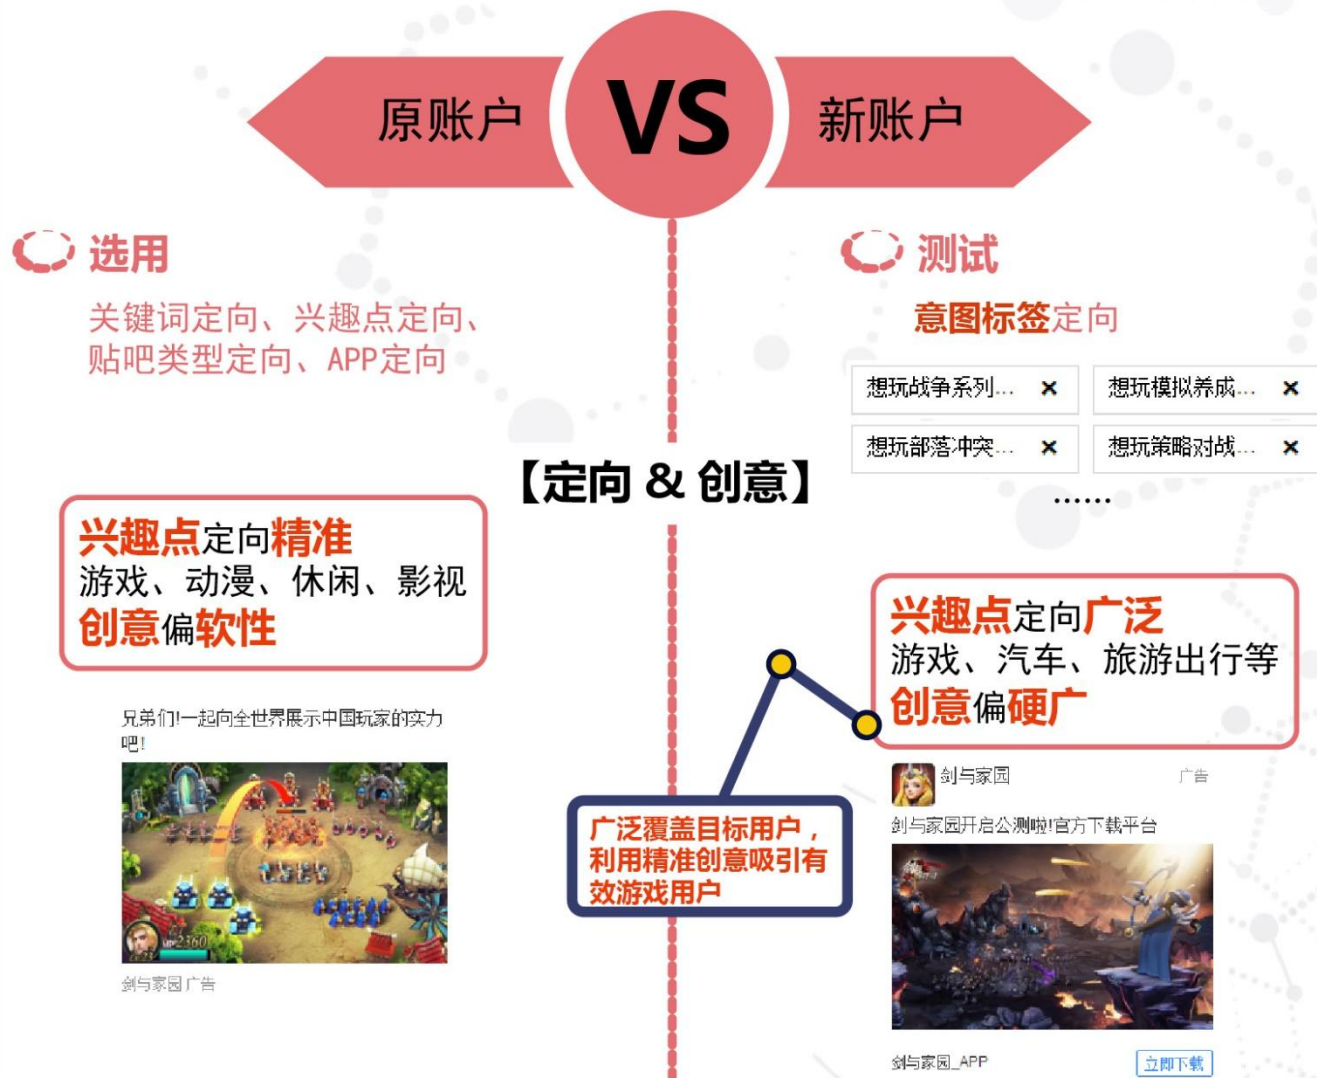 原账户
VS
新账户
选用
关键词定向、兴趣点定向、
贴吧类型定向、APP定向
测试
意图标签定向
想玩战争系列... ×
想玩模拟养成... ×
想玩部落冲突... ×
想玩策略对战... ×
……
【定向 & 创意】
兴趣点定向精准
游戏、动漫、休闲、影视
创意偏软性
兄弟们!一起向全世界展示中国玩家的实力
吧!
2360
剑与家园 广告
兴趣点定向广泛
游戏、汽车、旅游出行等
创意偏硬广
广泛覆盖目标用户，
利用精准创意吸引有
效游戏用户
剑与家园
广告
剑与家园开启公测啦!官方下载平台
剑与家园_APP
立即下载